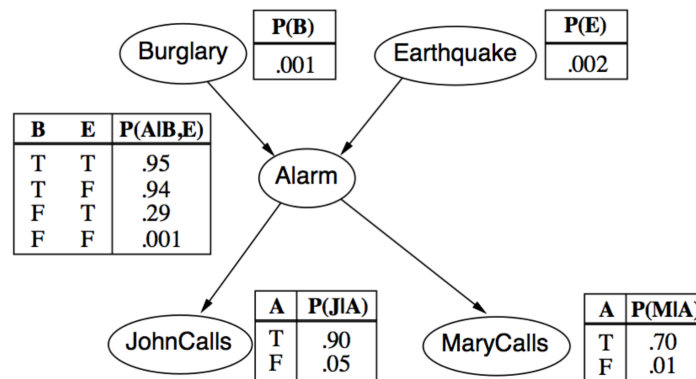 P(B)
P(E)
Burglary
.001
Earthquake
.002
B E P(A|B,E)
T T .95
T F .94
F T .29
F F .001
Alarm
A P(J|A)
T .90
F .05
JohnCalls
A P(M|A)
T .70
F .01
MaryCalls